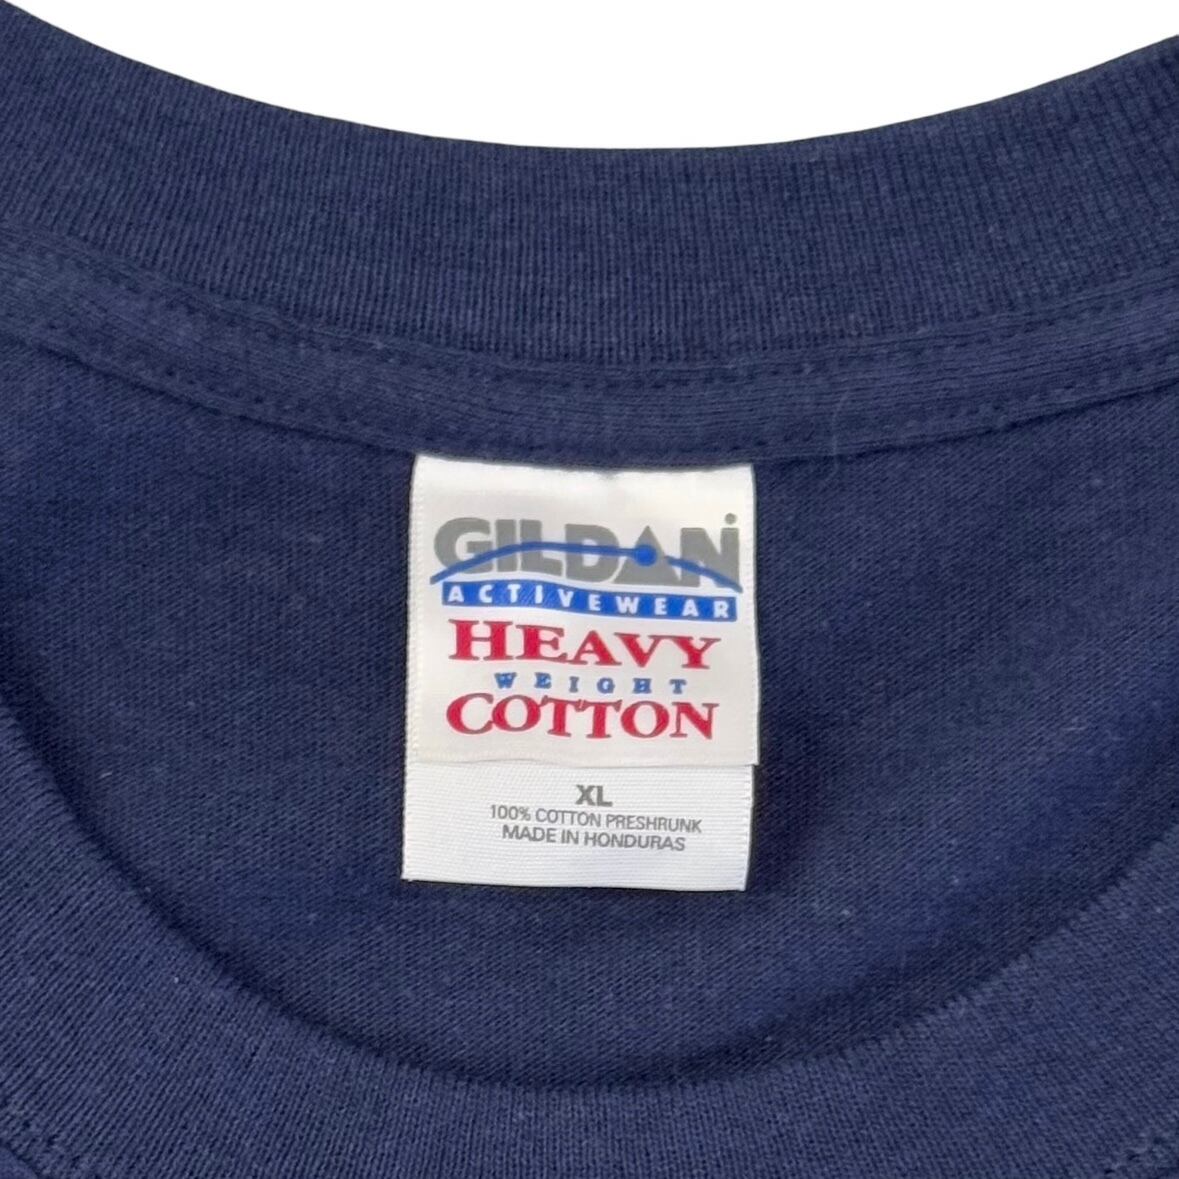 GILDAN
ACTIVEWEAR
HEAVY
WEIGHT
COTTON
XL
100% COTTON PRESHRUNK
MADE IN HONDURAS